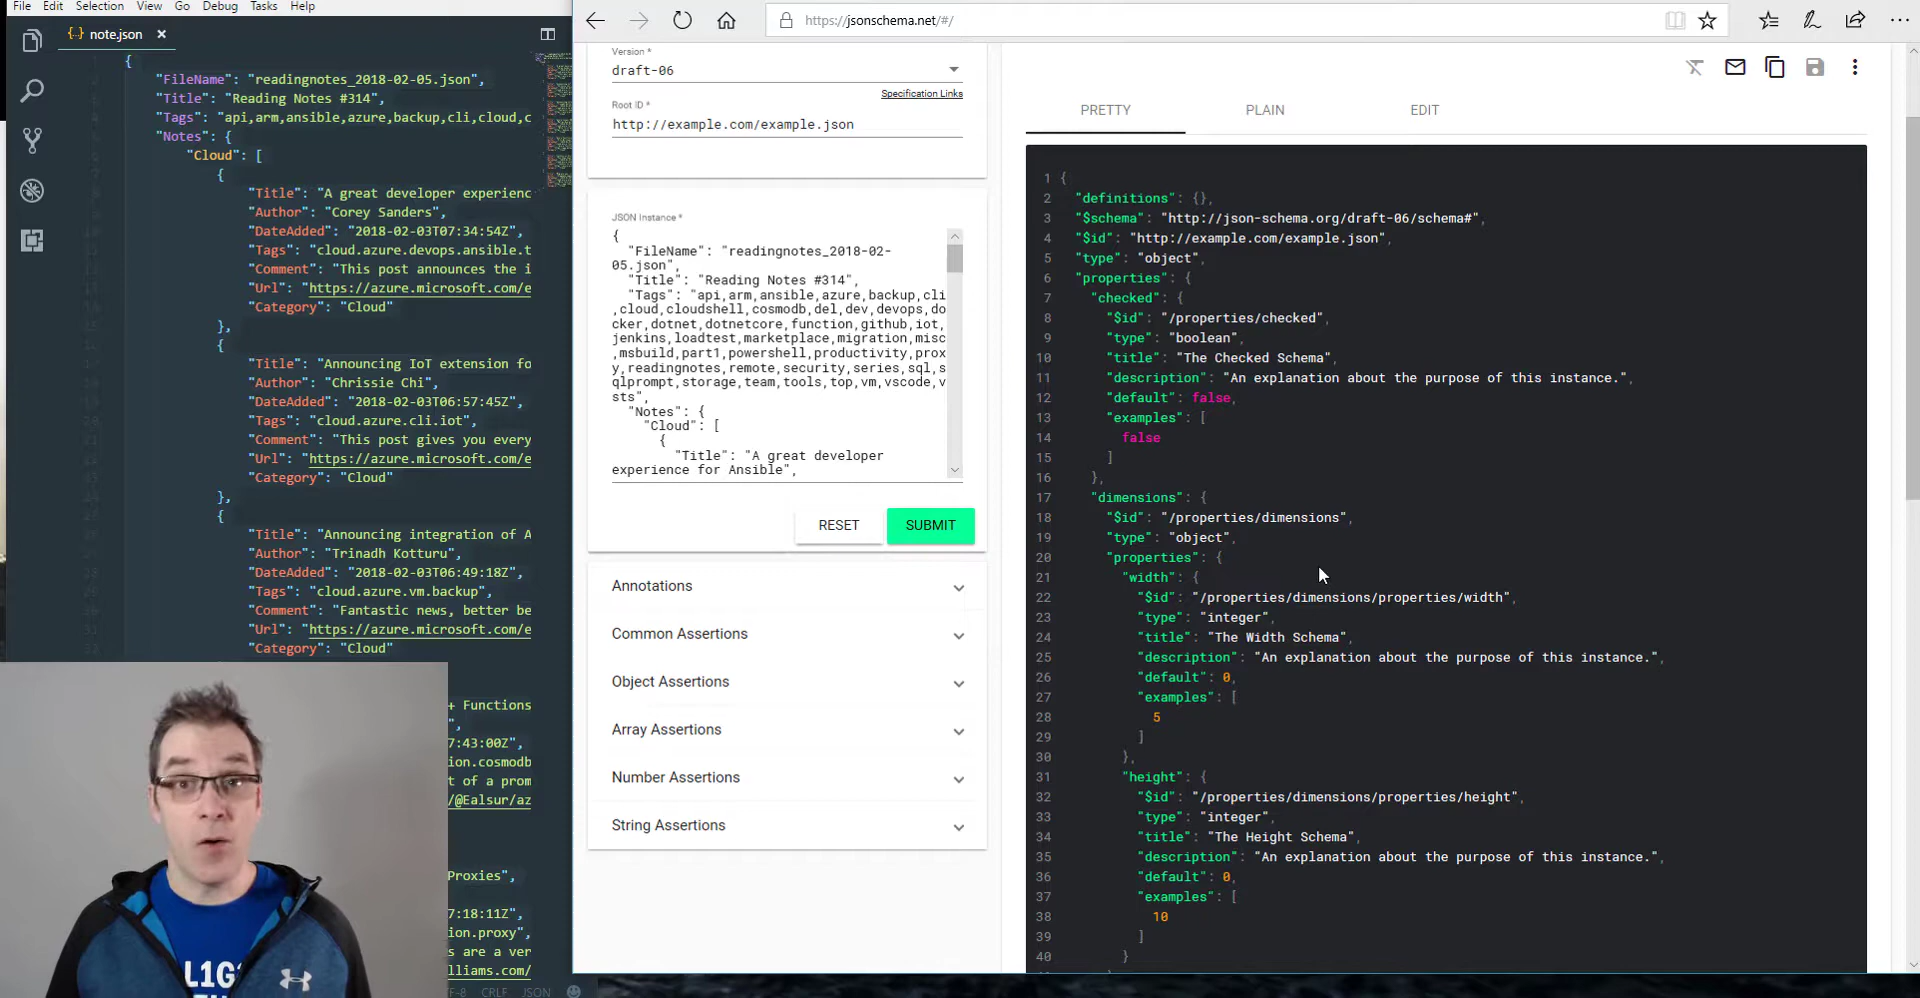 File Edit Selection View Go Debug Tasks Help
note.json
{
"FileName": "readingnotes_2018-02-05.json",
"Title": "Reading Notes #314",
"Tags": "api,arm,ansible,azure,backup,cli,cloud,c
"Notes": {
"Cloud": [
{
"Title": "A great developer experienc
"Author": "Corey Sanders",
"DateAdded": "2018-02-03T07:34:54Z",
"Tags": "cloud.azure.devops.ansible.t
"Comment": "This post announces the i
"Url": "https://azure.microsoft.com/e
"Category": "Cloud"
},
{
"Title": "Announcing IoT extension fo
"Author": "Chrissie Chi",
"DateAdded": "2018-02-03T06:57:45Z",
"Tags": "cloud.azure.cli.iot",
"Comment": "This post gives you every
"Url": "https://azure.microsoft.com/e
"Category": "Cloud"
},
{
"Title": "Announcing integration of A
"Author": "Trinadh Kotturu",
"DateAdded": "2018-02-03T06:49:18Z",
"Tags": "cloud.azure.vm.backup",
"Comment": "Fantastic news, better be
"Url": "https://azure.microsoft.com/e
"Category": "Cloud"
+ Functions
",
7:43:00Z",
ion.cosmodb
t of a prom
/@Ealsur/az
Proxies",
7:18:11Z",
ion.proxy",
s are a ver
lliams.com/
CRLF JSON
https://jsonschema.net/#/
Version *
draft-06
Specification Links
Root ID *
http://example.com/example.json
JSON Instance *
{
"FileName": "readingnotes_2018-02-
05.json",
"Title": "Reading Notes #314",
"Tags": "api,arm,ansible,azure,backup,cli
,cloud,cloudshell,cosmodb,del,dev,devops,do
cker,dotnet,dotnetcore,function,github,iot,
jenkins,loadtest,marketplace,migration,misc
,msbuild,part1,powershell,productivity,prox
y,readingnotes,remote,security,series,sql,s
qlprompt,storage,team,tools,top,vm,vscode,v
sts",
"Notes": {
"Cloud": [
{
"Title": "A great developer
experience for Ansible",
RESET SUBMIT
Annotations
Common Assertions
Object Assertions
Array Assertions
Number Assertions
String Assertions
PRETTY PLAIN EDIT
1 {
2 "definitions": {},
3 "$schema": "http://json-schema.org/draft-06/schema#",
4 "$id": "http://example.com/example.json",
5 "type": "object",
6 "properties": {
7 "checked": {
8 "$id": "/properties/checked",
9 "type": "boolean",
10 "title": "The Checked Schema",
11 "description": "An explanation about the purpose of this instance.",
12 "default": false,
13 "examples": [
14 false
15 ]
16 },
17 "dimensions": {
18 "$id": "/properties/dimensions",
19 "type": "object",
20 "properties": {
21 "width": {
22 "$id": "/properties/dimensions/properties/width",
23 "type": "integer",
24 "title": "The Width Schema",
25 "description": "An explanation about the purpose of this instance.",
26 "default": 0,
27 "examples": [
28 5
29 ]
30 },
31 "height": {
32 "$id": "/properties/dimensions/properties/height",
33 "type": "integer",
34 "title": "The Height Schema",
35 "description": "An explanation about the purpose of this instance.",
36 "default": 0,
37 "examples": [
38 10
39 ]
40 }